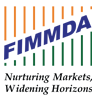 FIMMDA
Nurturing Markets,
Widening Horizons